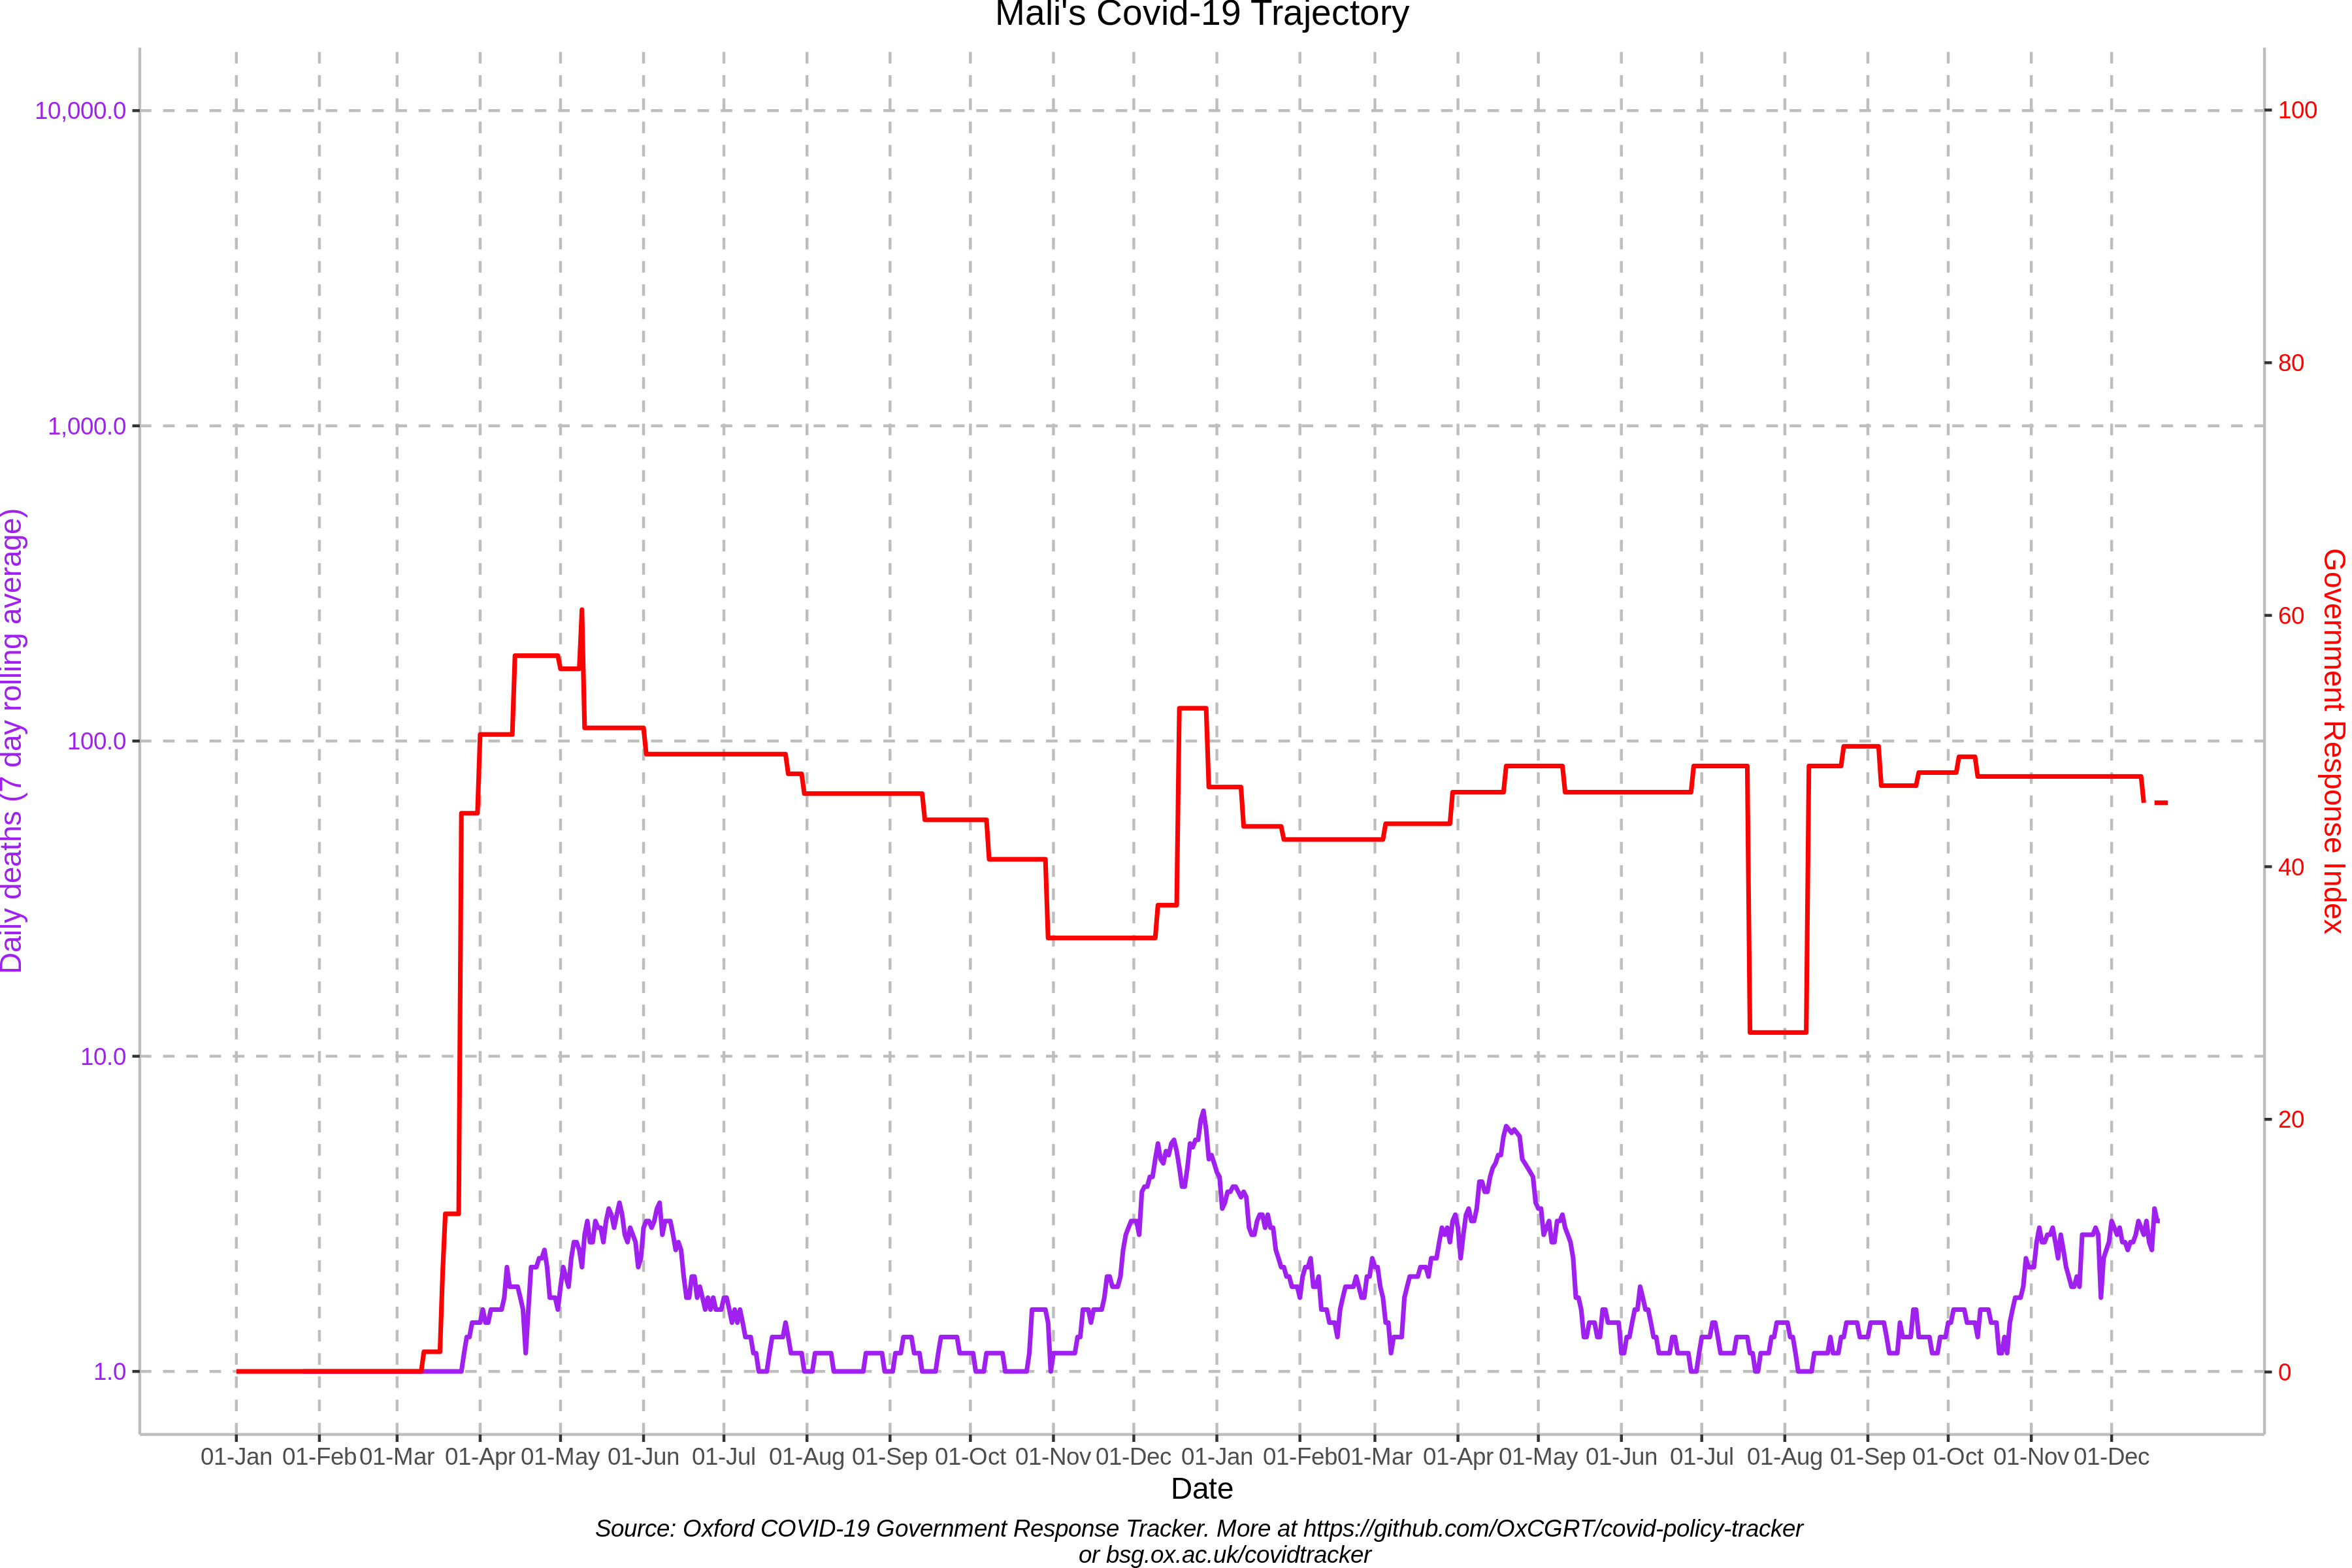 Mali's Covid-19 Trajectory
Daily deaths (7 day rolling average)
10,000.0
1,000.0
100.0
10.0
1.0
100
80
60
40
20
0
Government Response Index
01-Jan 01-Feb 01-Mar 01-Apr 01-May 01-Jun 01-Jul 01-Aug 01-Sep 01-Oct 01-Nov 01-Dec 01-Jan 01-Feb 01-Mar 01-Apr 01-May 01-Jun 01-Jul 01-Aug 01-Sep 01-Oct 01-Nov 01-Dec
Date
Source: Oxford COVID-19 Government Response Tracker. More at https://github.com/OxCGRT/covid-policy-tracker
or bsg.ox.ac.uk/covidtracker